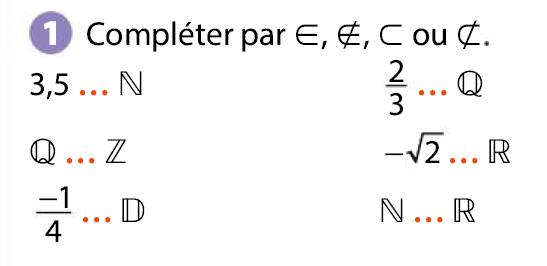 1 Compléter par ∈, ∉, ⊂ ou ⊄.
3,5 ... ℕ 2/3 ... ℚ
ℚ ... ℤ −√2 ... ℝ
−1/4 ... 𝔻 ℕ ... ℝ